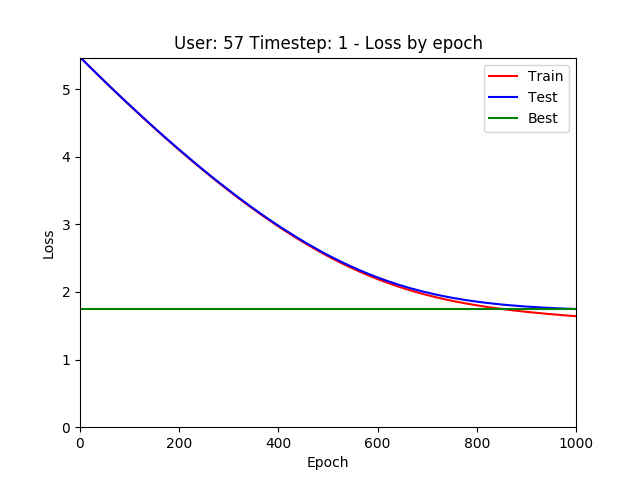 User: 57 Timestep: 1 - Loss by epoch
Train
Test
Best
5
4
3
2
1
0
Loss
0 200 400 600 800 1000
Epoch